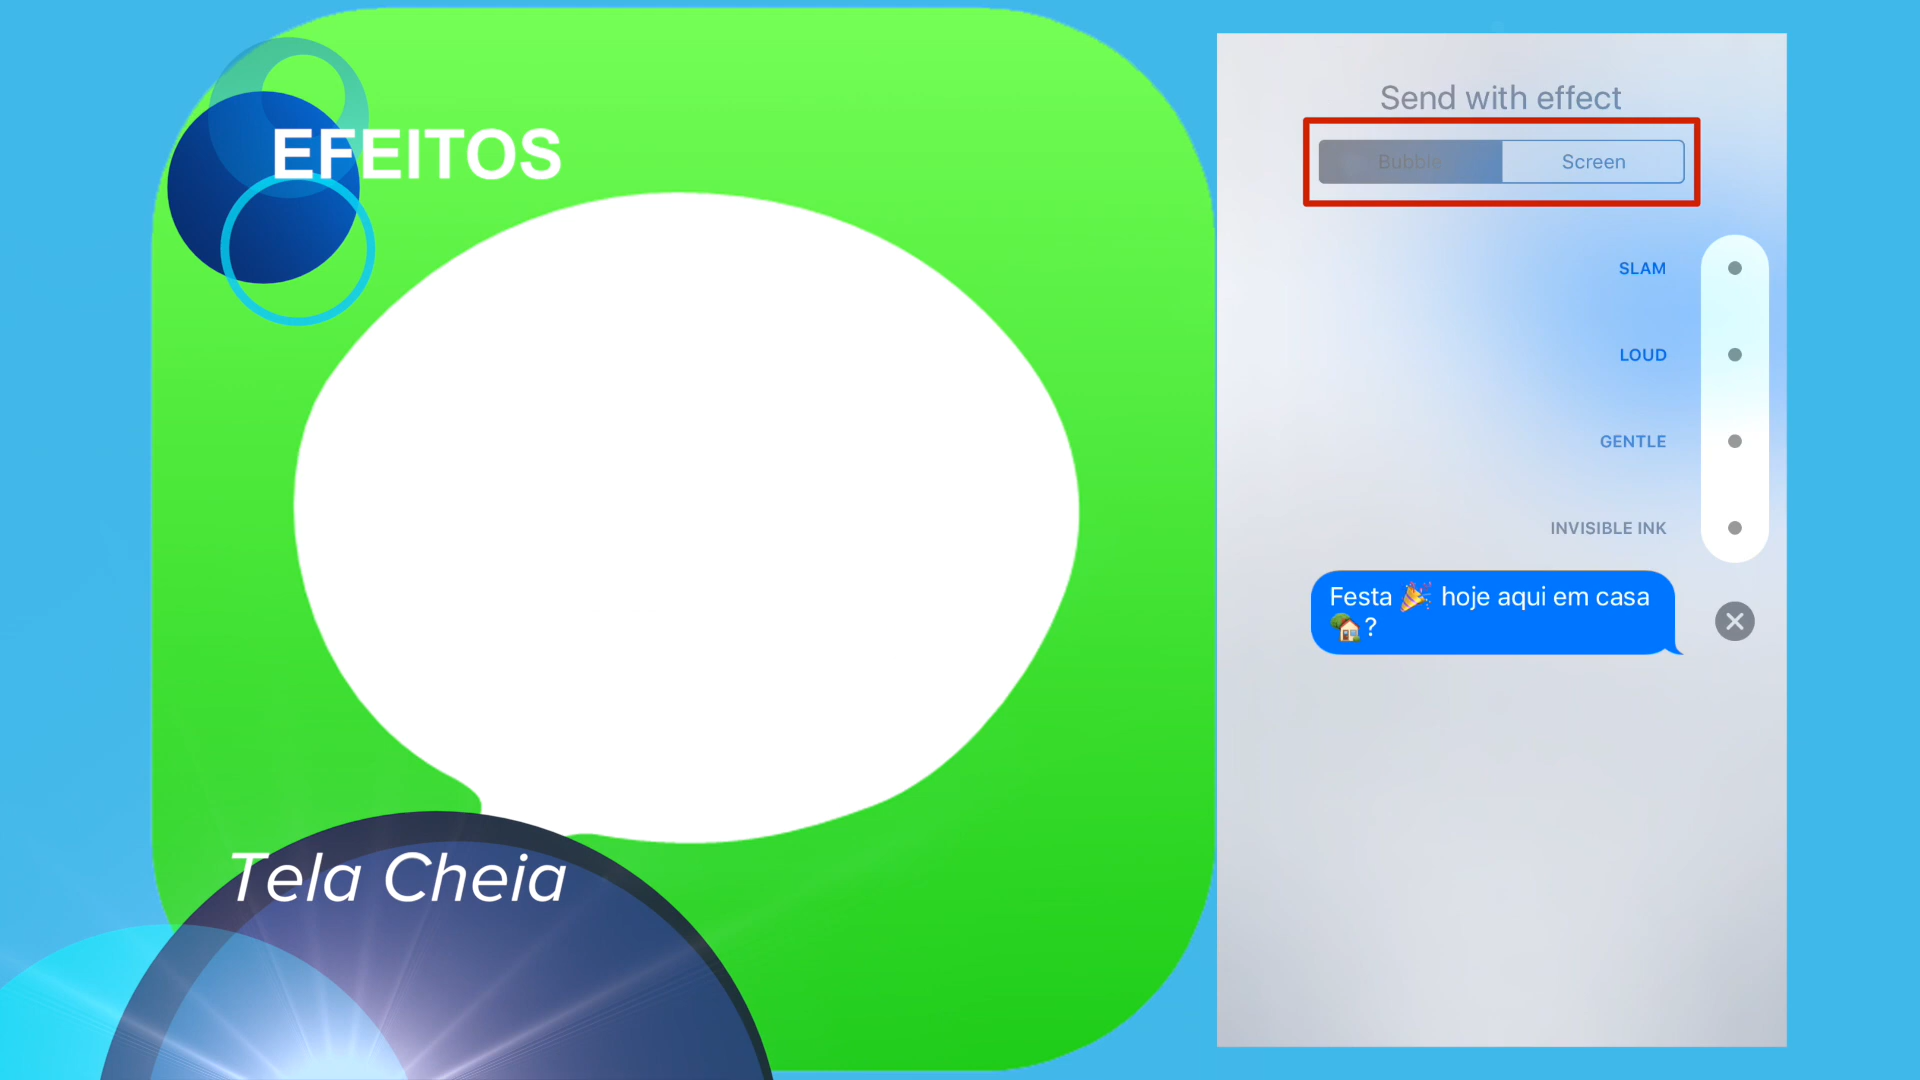 EFEITOS
Tela Cheia
Send with effect
Bubble
Screen
SLAM
LOUD
GENTLE
INVISIBLE INK
Festa 🎉 hoje aqui em casa
🏡?